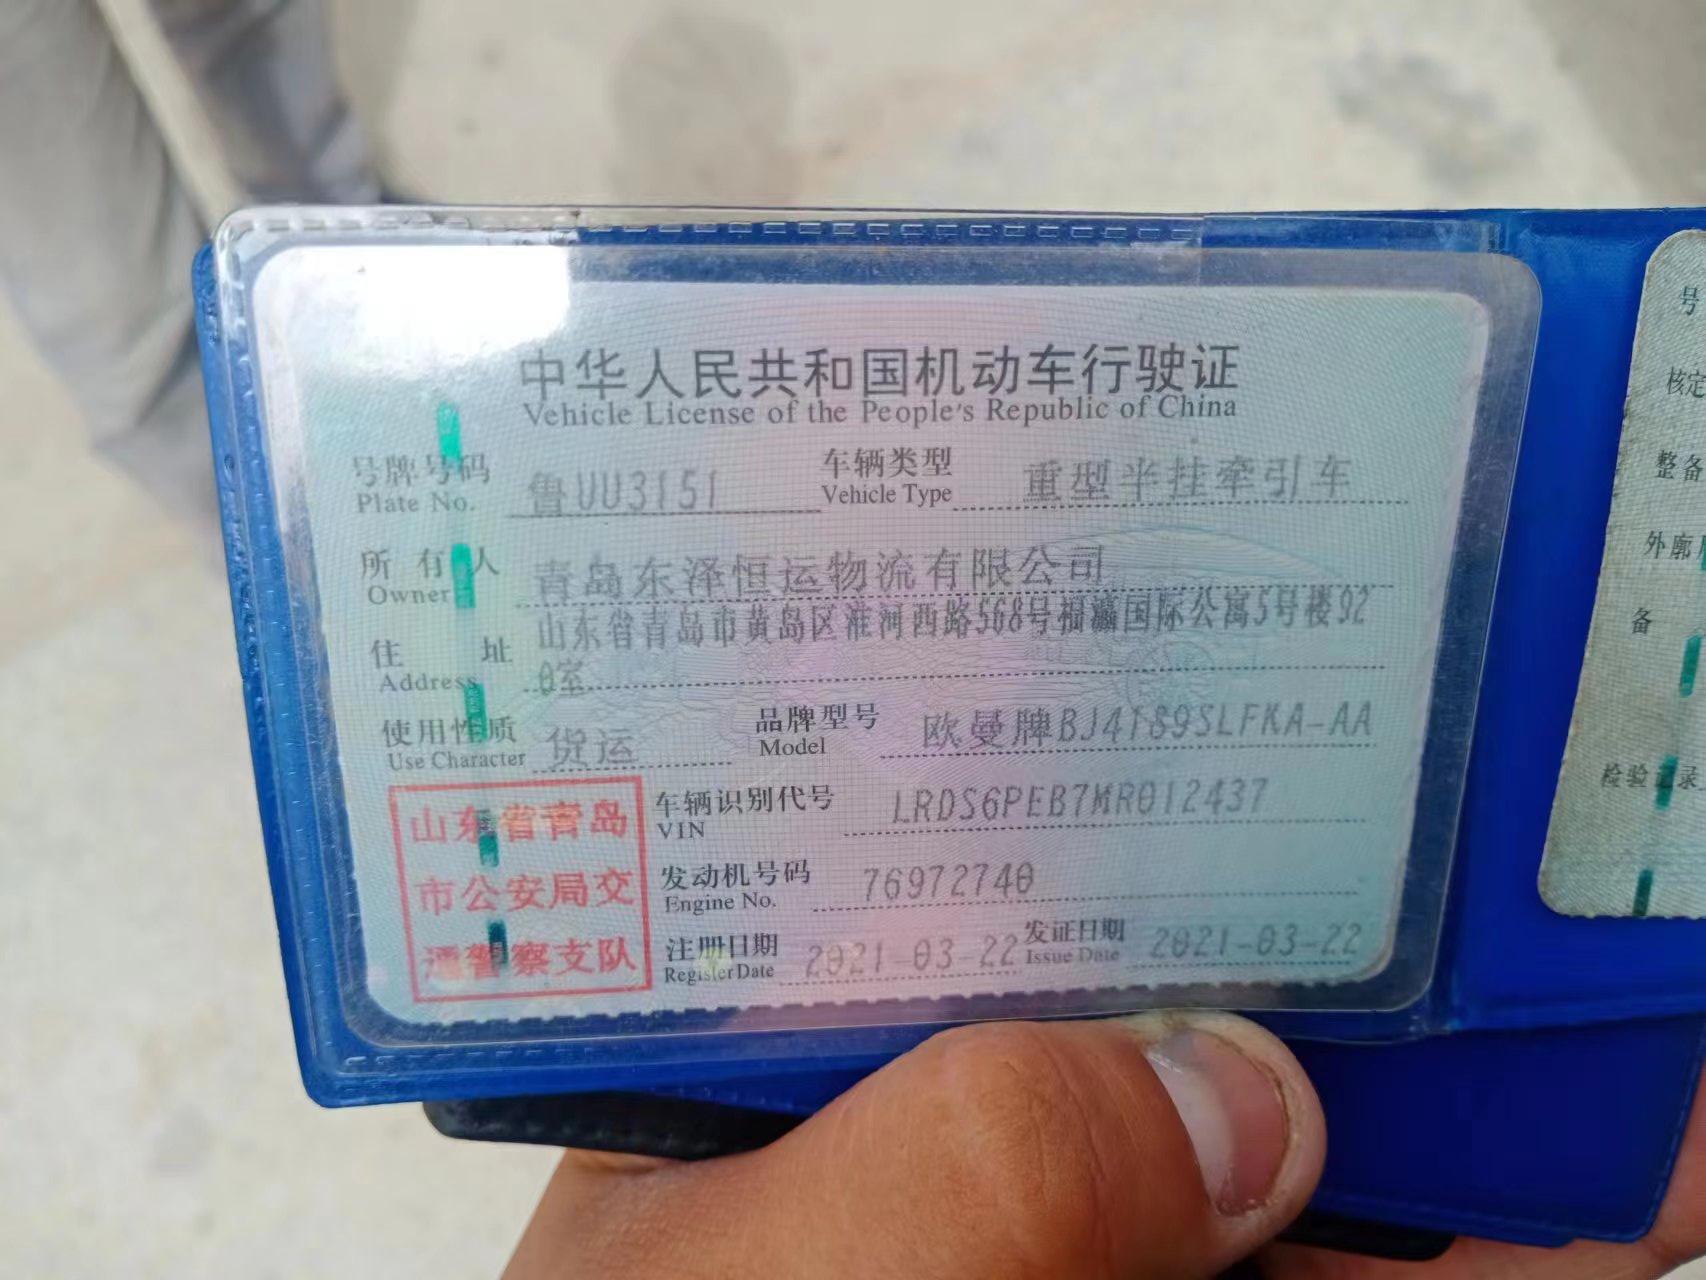 中华人民共和国机动车行驶证
Vehicle License of the People's Republic of China
号牌号码 鲁UU3151 车辆类型 重型半挂牵引车
Plate No. Vehicle Type
所有人 青岛东泽恒运物流有限公司
Owner
山东省青岛市黄岛区淮河西路568号福瀛国际公寓5号楼92
住址 0室
Address
使用性质 货运 品牌型号 欧曼牌BJ4189SLFKA-AA
Use Character Model
车辆识别代号 LRDS6PEB7MR012437
VIN
发动机号码 76972740
Engine No.
注册日期 2021-03-22 发证日期 2021-03-22
Register Date Issue Date
山东省青岛
市公安局交
通警察支队
号
核定
整备
外廓
备
检验记录